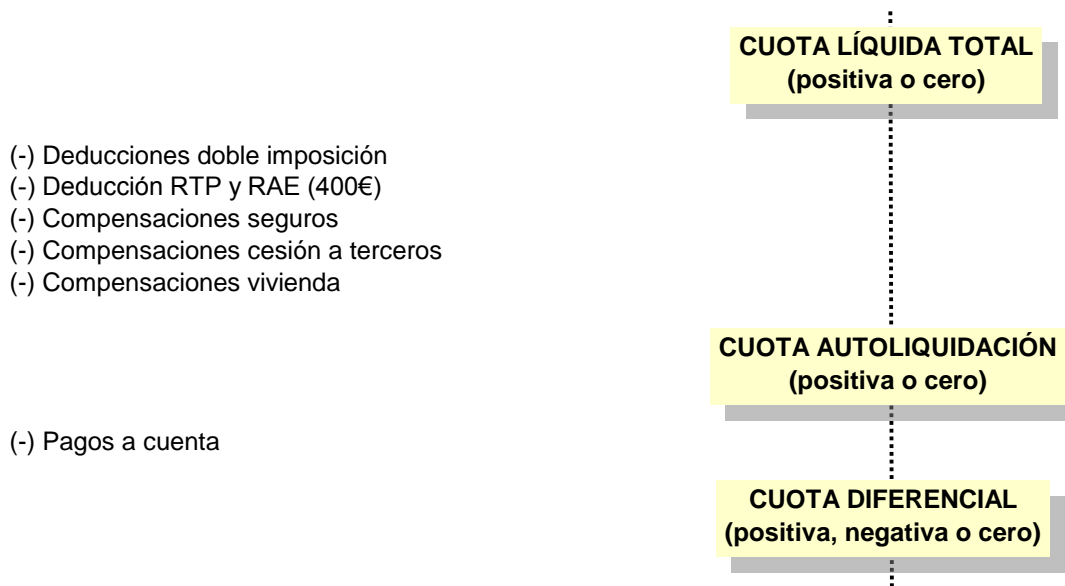 CUOTA LÍQUIDA TOTAL
(positiva o cero)
(-) Deducciones doble imposición
(-) Deducción RTP y RAE (400€)
(-) Compensaciones seguros
(-) Compensaciones cesión a terceros
(-) Compensaciones vivienda
CUOTA AUTOLIQUIDACIÓN
(positiva o cero)
(-) Pagos a cuenta
CUOTA DIFERENCIAL
(positiva, negativa o cero)